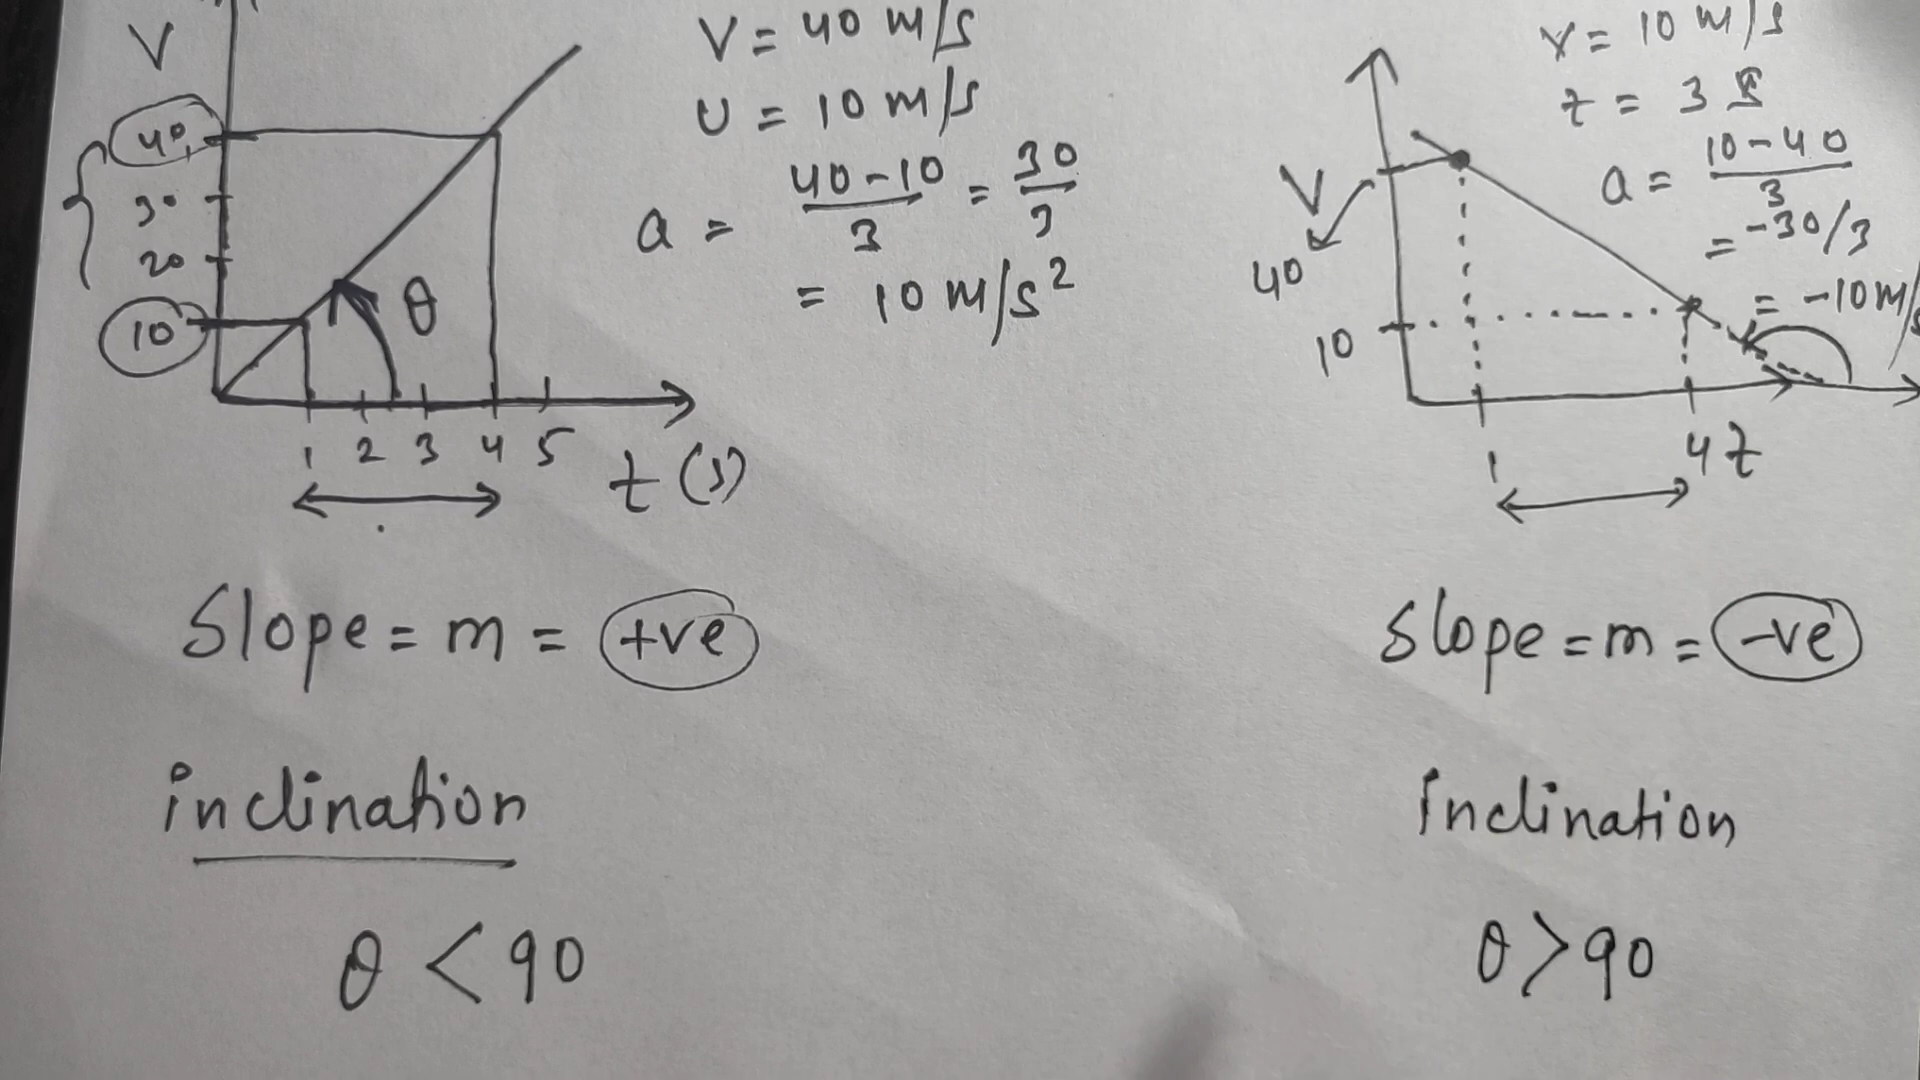 V
40
30
20
10
θ
1 2 3 4 5
t (s)
V = 40 m/s
U = 10 m/s
a = 40-10/3 = 30/3
= 10 m/s²
Slope = m = +ve
inclination
θ < 90
V = 10 m/s
t = 3 s
a = 10-40/3
= -30/3
= -10m/s
V
40
10
1
4 t
Slope = m = -ve
Inclination
θ > 90